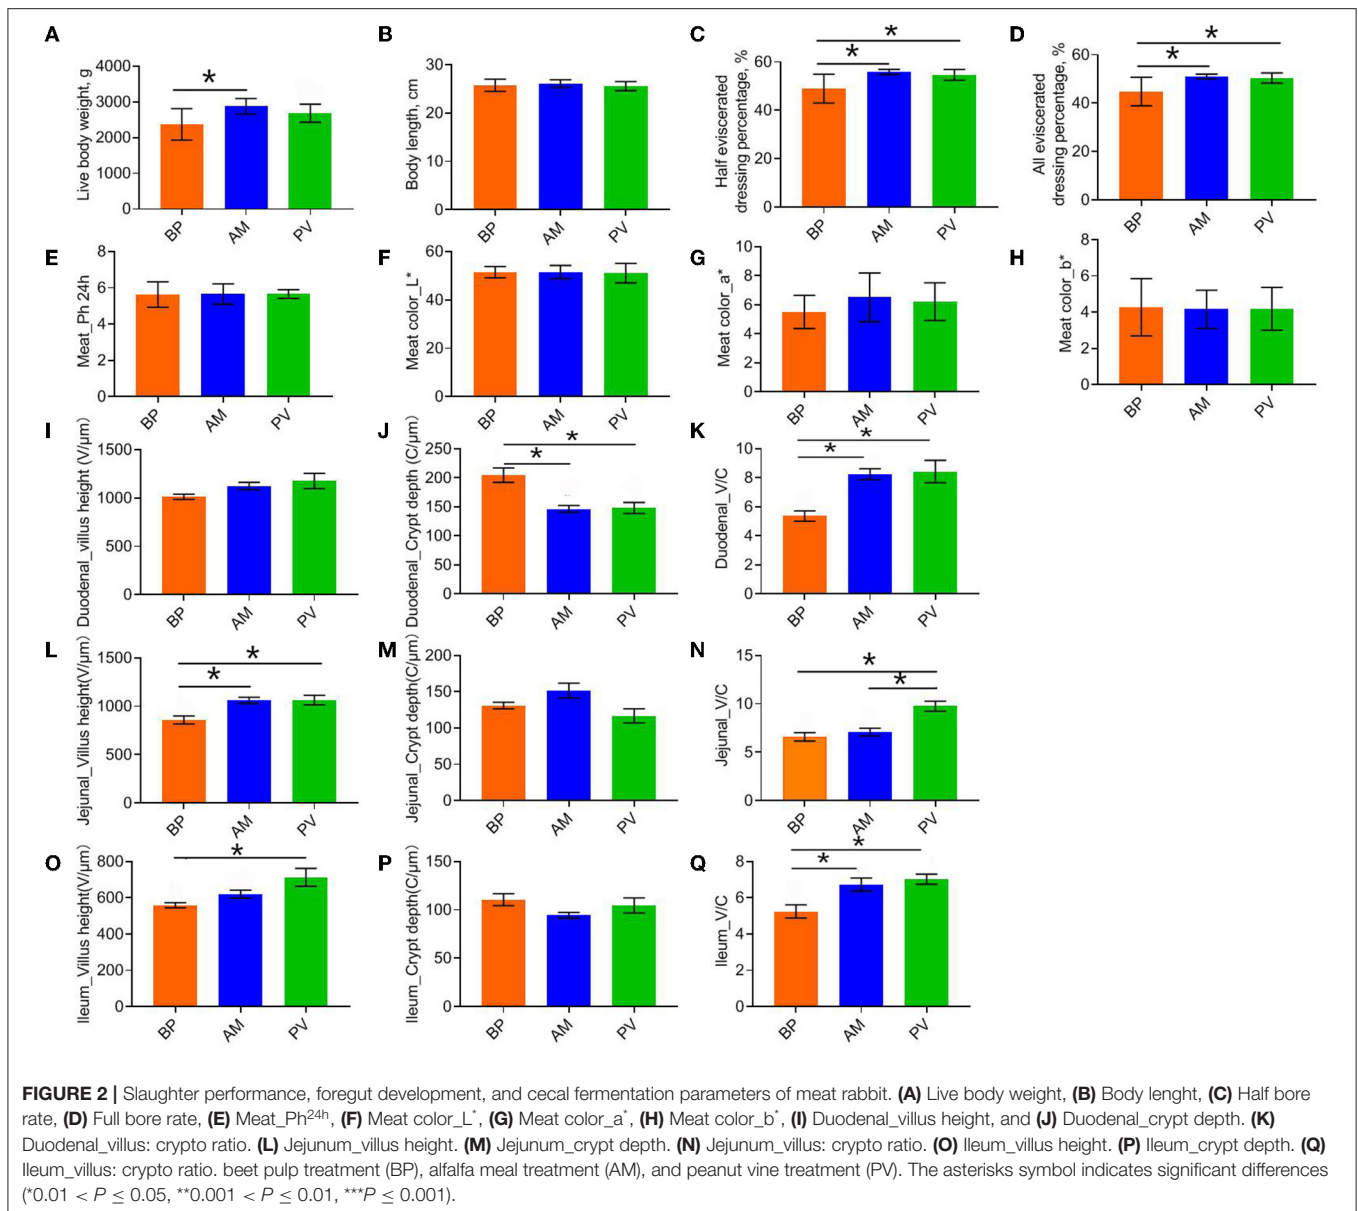 A
Live body weight, g
4000
3000
2000
1000
0
*
BP
AM
PV
B
Body length, cm
30
20
10
0
BP
AM
PV
C
Half eviscerated
dressing percentage, %
60
40
20
0
*
*
BP
AM
PV
D
All eviscerated
dressing percentage, %
60
40
20
0
*
*
BP
AM
PV
E
Meat_Ph 24h
8
6
4
2
0
BP
AM
PV
F
Meat color_L*
60
40
20
0
BP
AM
PV
G
Meat color_a*
10
8
6
4
2
0
BP
AM
PV
H
Meat color_b*
8
6
4
2
0
BP
AM
PV
I
Duodenal_villus height (V/μm)
1500
1000
500
0
BP
AM
PV
J
Duodenal_Crypt depth (C/μm)
250
200
150
100
50
0
*
*
BP
AM
PV
K
Duodenal_V/C
10
8
6
4
2
0
*
*
BP
AM
PV
L
Jejunal_Villus height(V/μm)
1500
1000
500
0
*
*
BP
AM
PV
M
Jejunal_Crypt depth(C/μm)
200
150
100
50
0
BP
AM
PV
N
Jejunal_V/C
15
10
5
0
*
*
BP
AM
PV
O
Ileum_Villus height(V/μm)
800
600
400
200
0
*
BP
AM
PV
P
Ileum_Crypt depth(C/μm)
150
100
50
0
BP
AM
PV
Q
Ileum_V/C
8
6
4
2
0
*
*
BP
AM
PV
FIGURE 2 | Slaughter performance, foregut development, and cecal fermentation parameters of meat rabbit. (A) Live body weight, (B) Body lenght, (C) Half bore
rate, (D) Full bore rate, (E) Meat_Ph24h, (F) Meat color_L*, (G) Meat color_a*, (H) Meat color_b*, (I) Duodenal_villus height, and (J) Duodenal_crypt depth. (K)
Duodenal_villus: crypto ratio. (L) Jejunum_villus height. (M) Jejunum_crypt depth. (N) Jejunum_villus: crypto ratio. (O) Ileum_villus height. (P) Ileum_crypt depth. (Q)
Ileum_villus: crypto ratio. beet pulp treatment (BP), alfalfa meal treatment (AM), and peanut vine treatment (PV). The asterisks symbol indicates significant differences
(*0.01 < P ≤ 0.05, **0.001 < P ≤ 0.01, ***P ≤ 0.001).